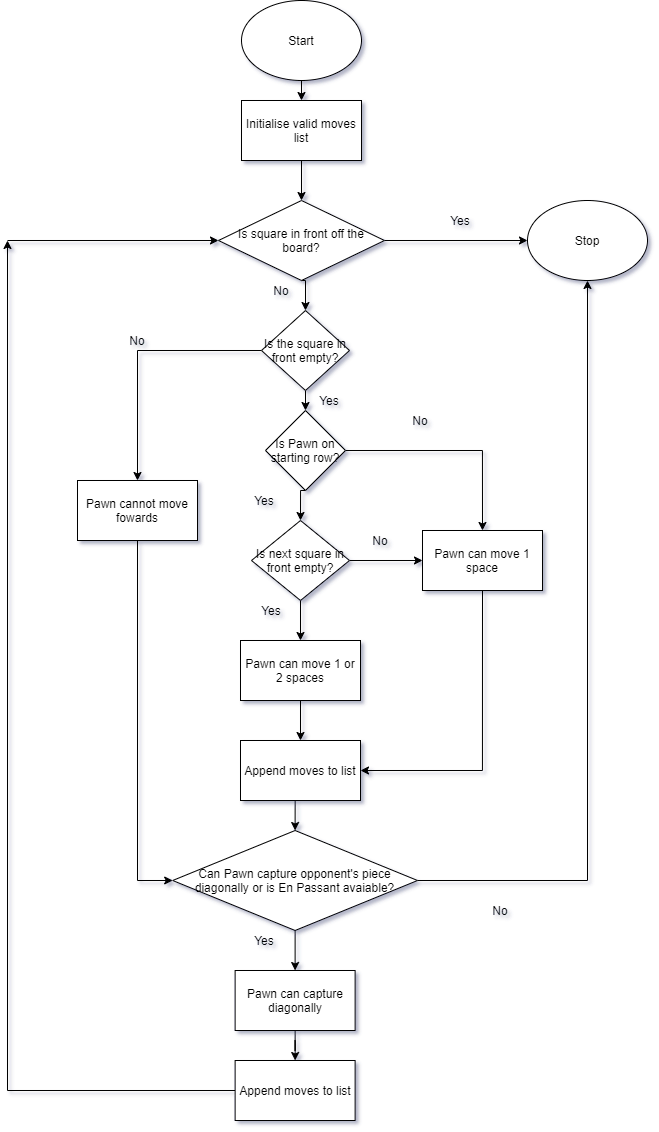 Start
Initialise valid moves
list
Is square in front off the
board?
Yes
Stop
No
Is the square in
front empty?
No
Yes
Is Pawn on
starting row?
No
Pawn cannot move
fowards
Yes
Is next square in
front empty?
No
Pawn can move 1
space
Yes
Pawn can move 1 or
2 spaces
Append moves to list
Can Pawn capture opponent's piece
diagonally or is En Passant avaiable?
No
Yes
Pawn can capture
diagonally
Append moves to list